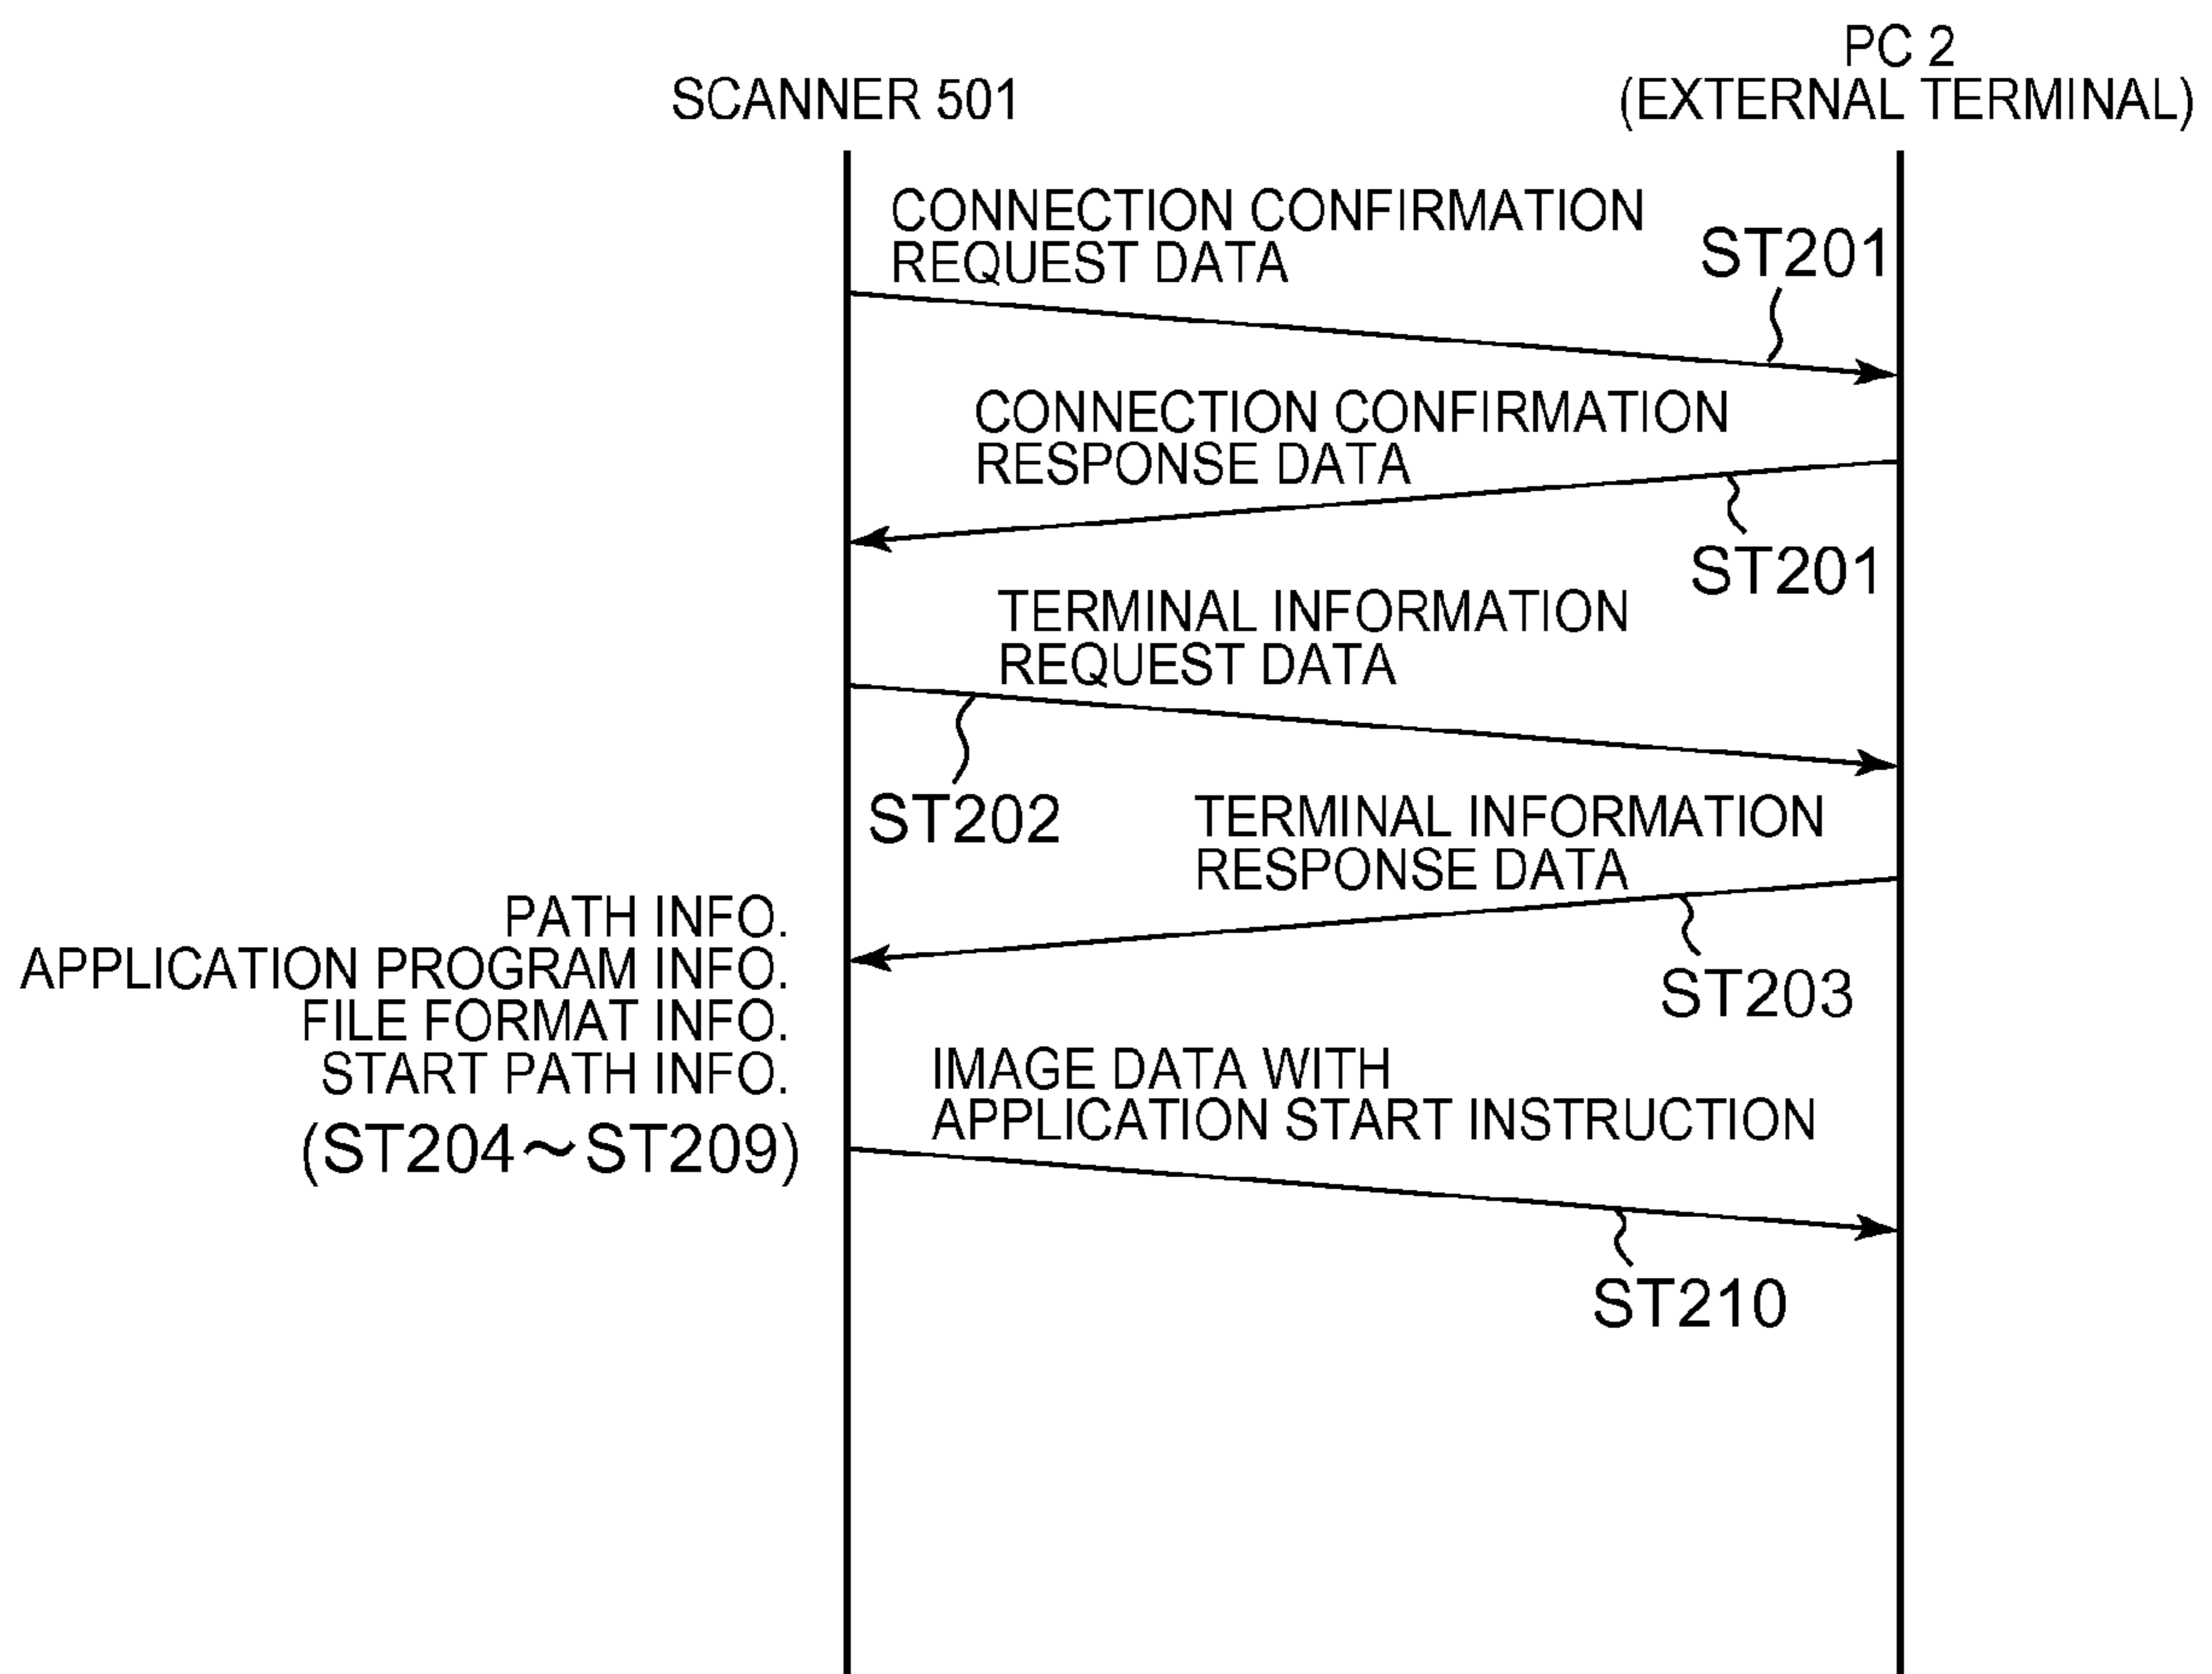 SCANNER 501
PC 2
(EXTERNAL TERMINAL)
CONNECTION CONFIRMATION
REQUEST DATA
ST201
CONNECTION CONFIRMATION
RESPONSE DATA
ST201
TERMINAL INFORMATION
REQUEST DATA
ST202
TERMINAL INFORMATION
RESPONSE DATA
ST203
PATH INFO.
APPLICATION PROGRAM INFO.
FILE FORMAT INFO.
START PATH INFO.
(ST204～ST209)
IMAGE DATA WITH
APPLICATION START INSTRUCTION
ST210